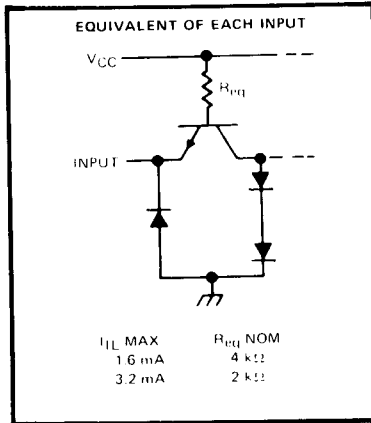 EQUIVALENT OF EACH INPUT
VCC
Req
INPUT
IIL MAX Req NOM
1.6 mA 4 kΩ
3.2 mA 2 kΩ